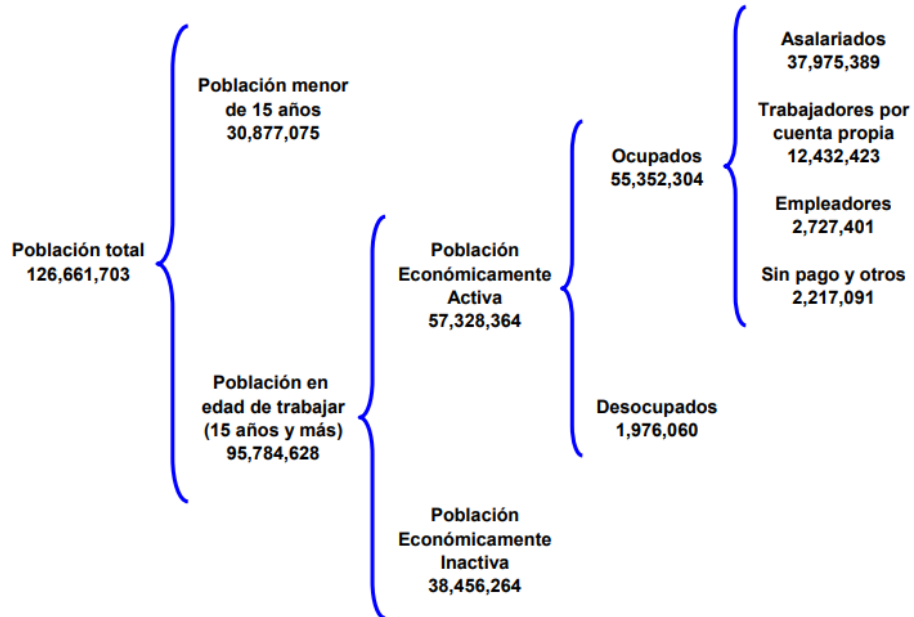 Población total
126,661,703
Población menor
de 15 años
30,877,075
Población en
edad de trabajar
(15 años y más)
95,784,628
Población
Económicamente
Activa
57,328,364
Población
Económicamente
Inactiva
38,456,264
Ocupados
55,352,304
Desocupados
1,976,060
Asalariados
37,975,389
Trabajadores por
cuenta propia
12,432,423
Empleadores
2,727,401
Sin pago y otros
2,217,091